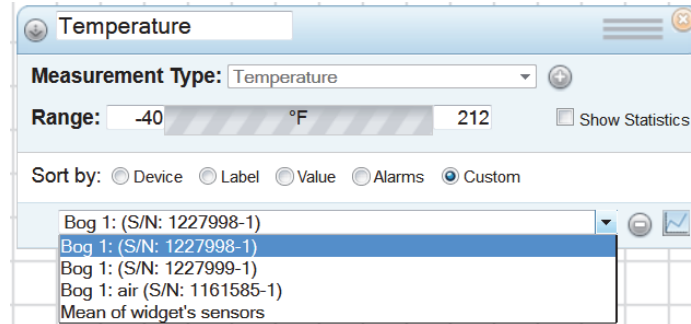 Temperature
Measurement Type: Temperature
Range: -40 °F 212 Show Statistics
Sort by: Device Label Value Alarms Custom
Bog 1: (S/N: 1227998-1)
Bog 1: (S/N: 1227998-1)
Bog 1: (S/N: 1227999-1)
Bog 1: air (S/N: 1161585-1)
Mean of widget's sensors